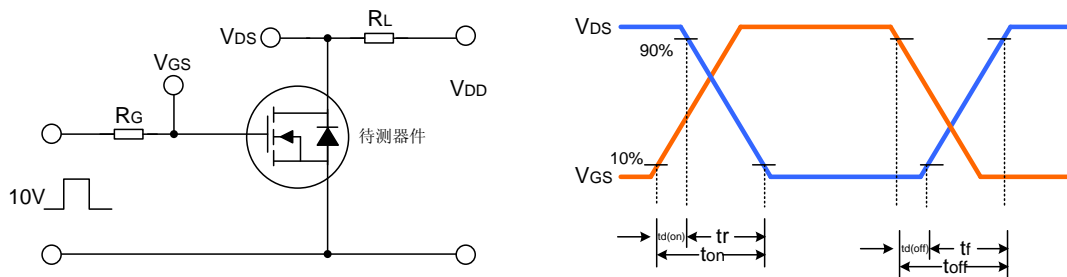 VDS
RL
VGS
VDD
RG
待测器件
10V
VDS
90%
10%
VGS
td(on)
tr
ton
td(off)
tf
toff